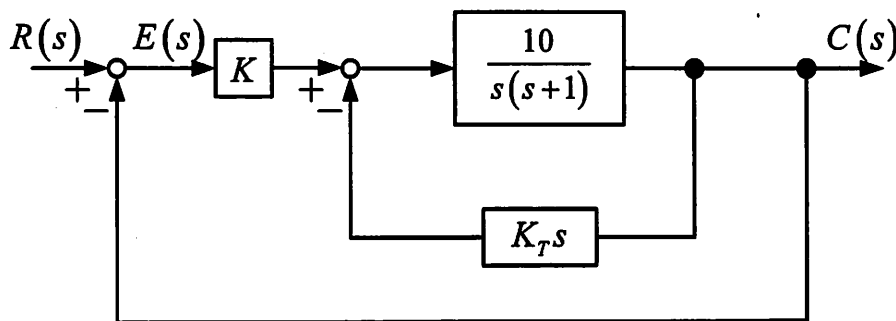 R(s)
E(s)
K
10
s(s+1)
C(s)
+
−
+
−
K_T s